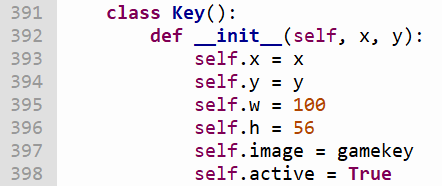 391 class Key():
392 def __init__(self, x, y):
393 self.x = x
394 self.y = y
395 self.w = 100
396 self.h = 56
397 self.image = gamekey
398 self.active = True